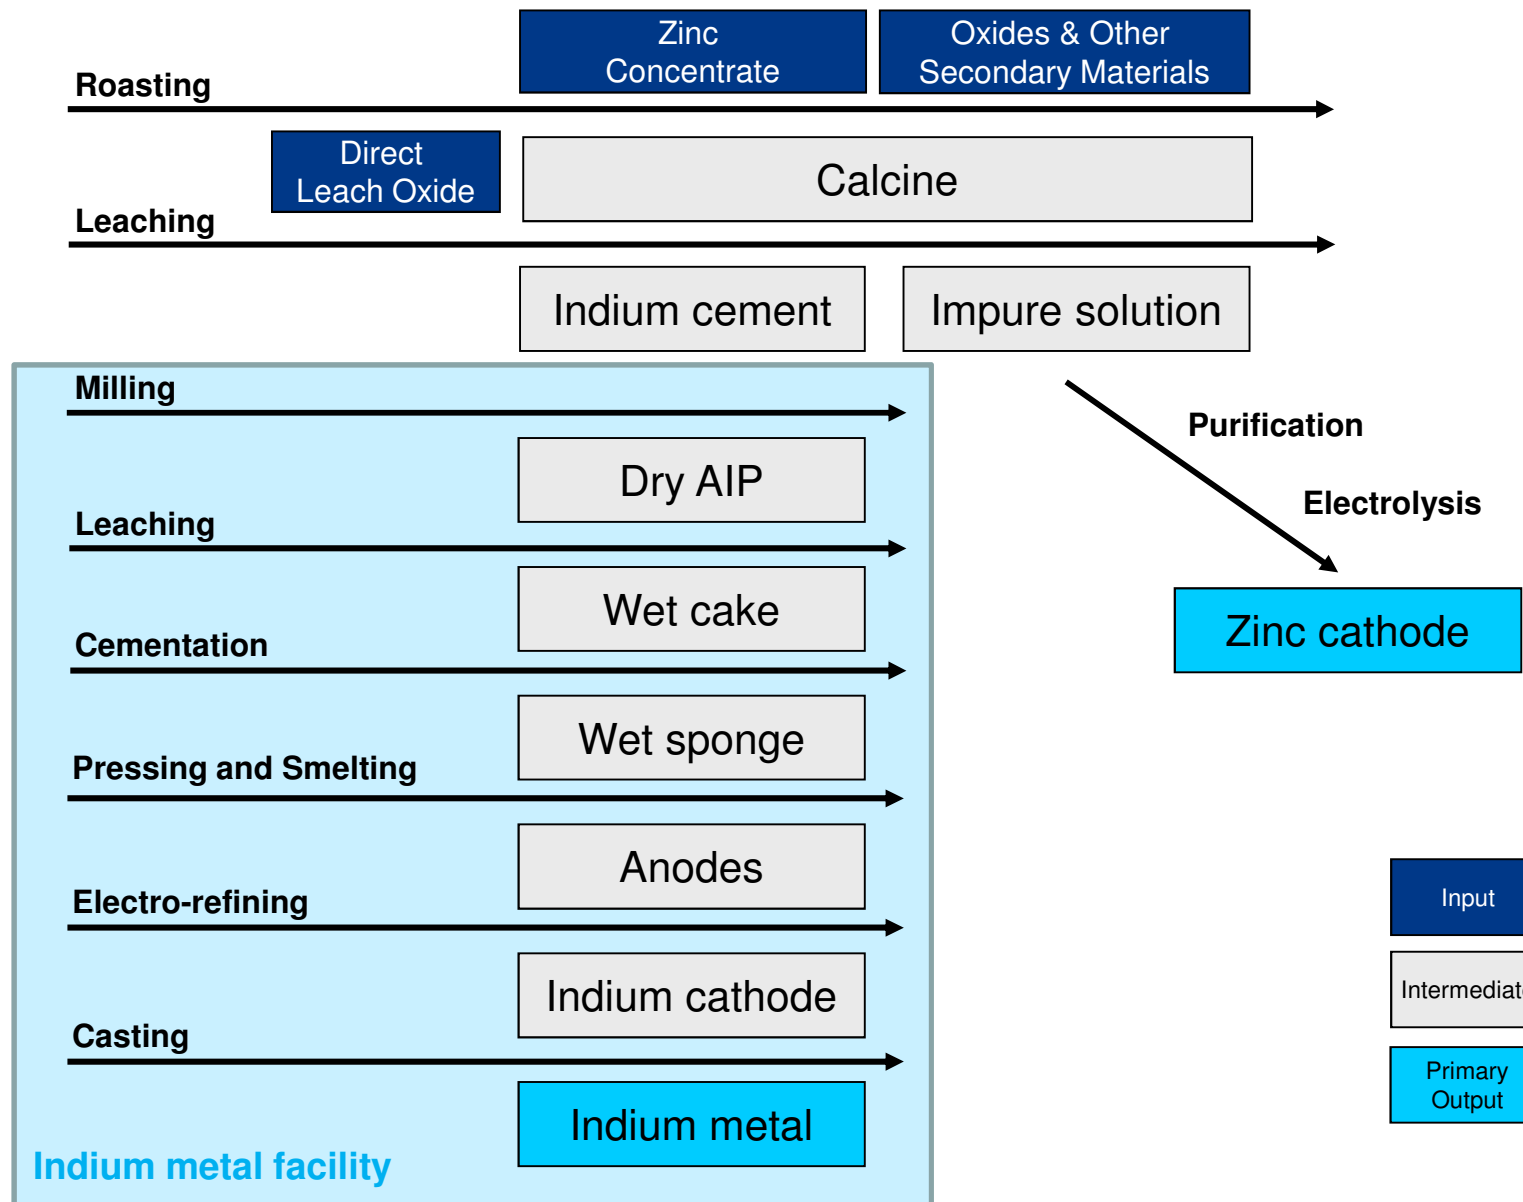 Zinc
Concentrate
Oxides & Other
Secondary Materials
Roasting
Direct
Leach Oxide
Calcine
Leaching
Indium cement
Impure solution
Milling
Purification
Dry AIP
Electrolysis
Leaching
Wet cake
Zinc cathode
Cementation
Wet sponge
Pressing and Smelting
Anodes
Input
Electro-refining
Indium cathode
Intermediate
Casting
Primary
Output
Indium metal
Indium metal facility